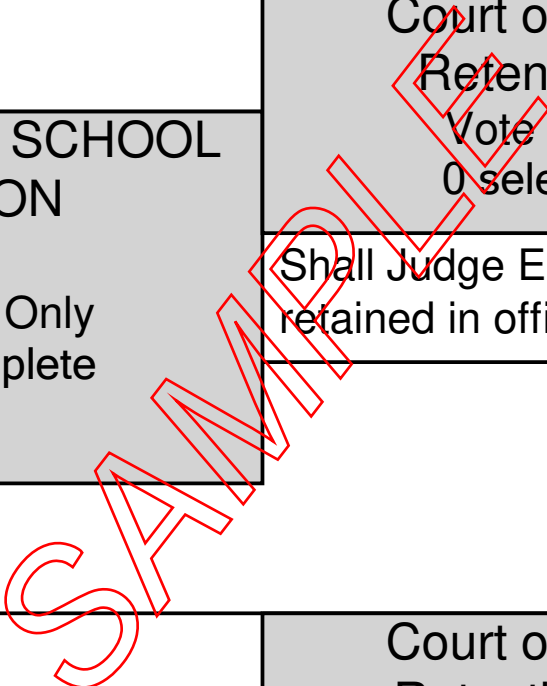 SCHOOL
ON
Only
plete
Court o
Reten
Vote
0 sele
Shall Judge E
retained in offi
Court o
SAMPLE